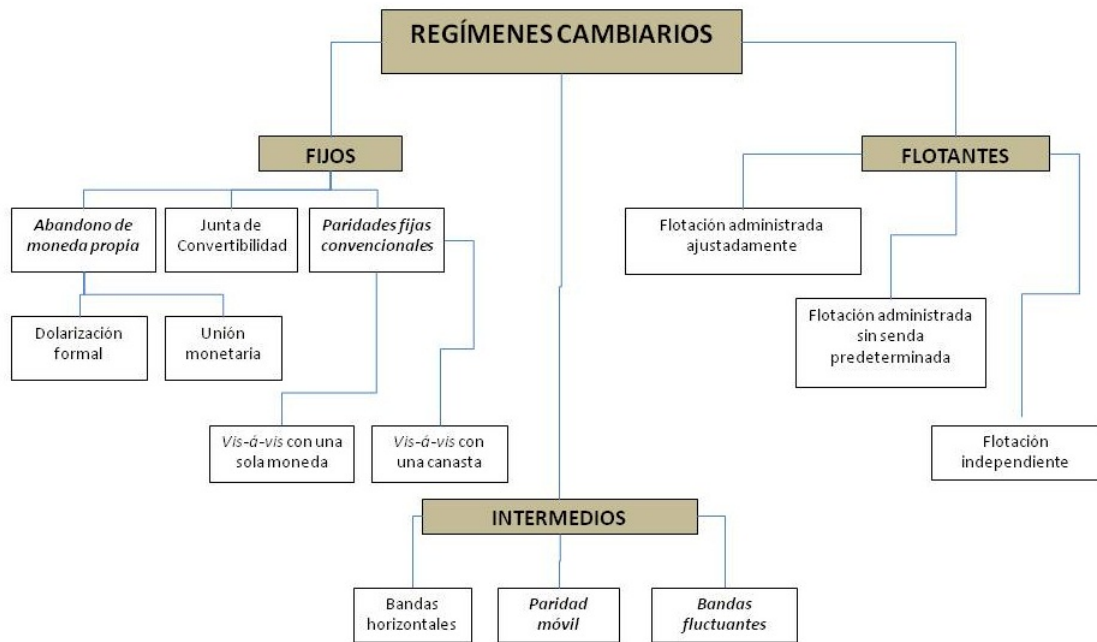 REGÍMENES CAMBIARIOS
FIJOS
FLOTANTES
Abandono de
moneda propia
Junta de
Convertibilidad
Paridades fijas
convencionales
Flotación administrada
ajustadamente
Dolarización
formal
Unión
monetaria
Flotación administrada
sin senda
predeterminada
Vis-á-vis con una
sola moneda
Vis-á-vis con
una canasta
Flotación
independiente
INTERMEDIOS
Bandas
horizontales
Paridad
móvil
Bandas
fluctuantes